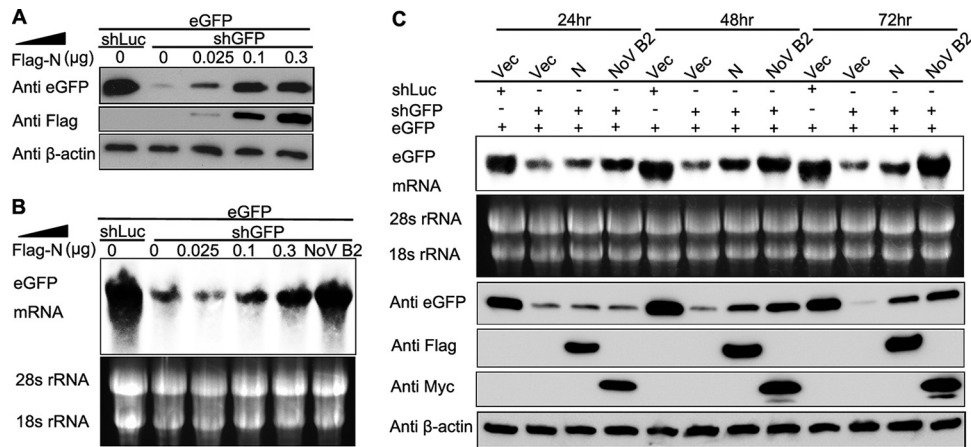 A
eGFP
shLuc shGFP
Flag-N (μg) 0 0 0.025 0.1 0.3
Anti eGFP
Anti Flag
Anti β-actin
B
eGFP
shLuc shGFP
Flag-N (μg) 0 0 0.025 0.1 0.3 NoV B2
eGFP
mRNA
28s rRNA
18s rRNA
C
24hr 48hr 72hr
Vec Vec N NoV B2 Vec Vec N NoV B2 Vec Vec N NoV B2
shLuc + - - - + - - - + - - -
shGFP - + + + - + + + - + + +
eGFP + + + + + + + + + + + +
eGFP
mRNA
28s rRNA
18s rRNA
Anti eGFP
Anti Flag
Anti Myc
Anti β-actin